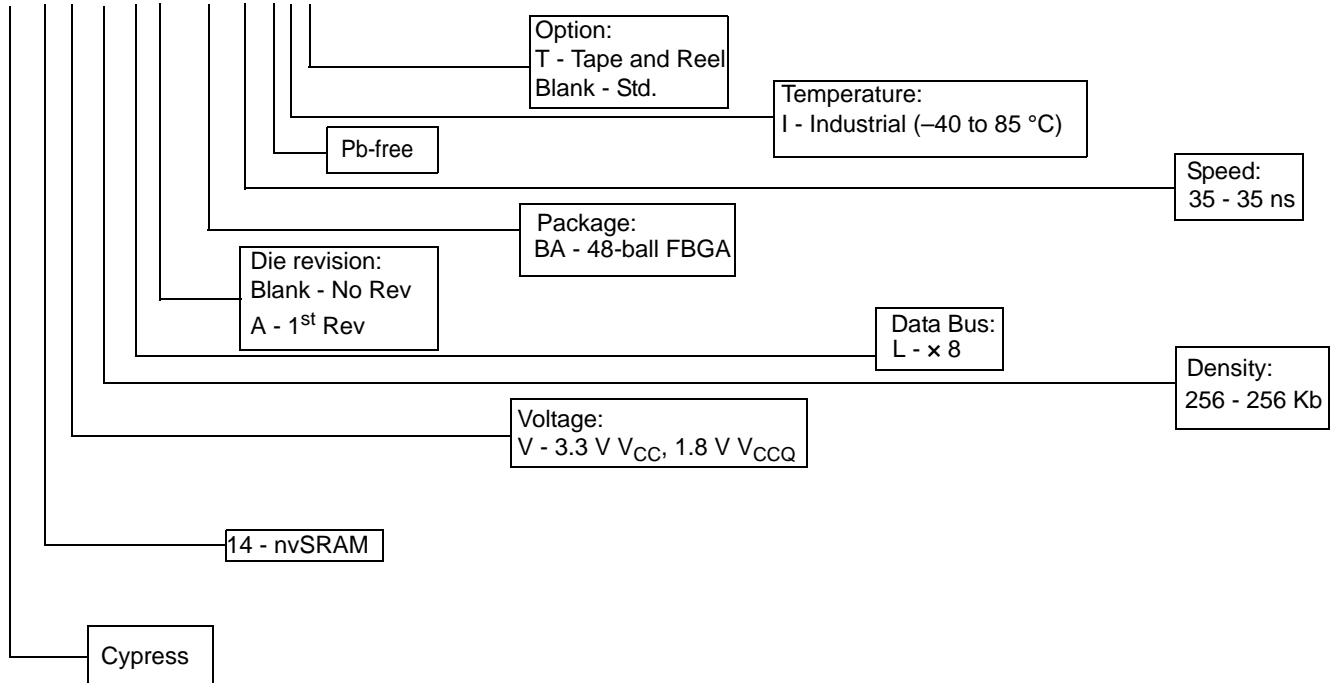 Option:
T - Tape and Reel
Blank - Std.
Temperature:
I - Industrial (–40 to 85 °C)
Pb-free
Speed:
35 - 35 ns
Package:
BA - 48-ball FBGA
Die revision:
Blank - No Rev
A - 1st Rev
Data Bus:
L - × 8
Density:
256 - 256 Kb
Voltage:
V - 3.3 V VCC, 1.8 V VCCQ
14 - nvSRAM
Cypress